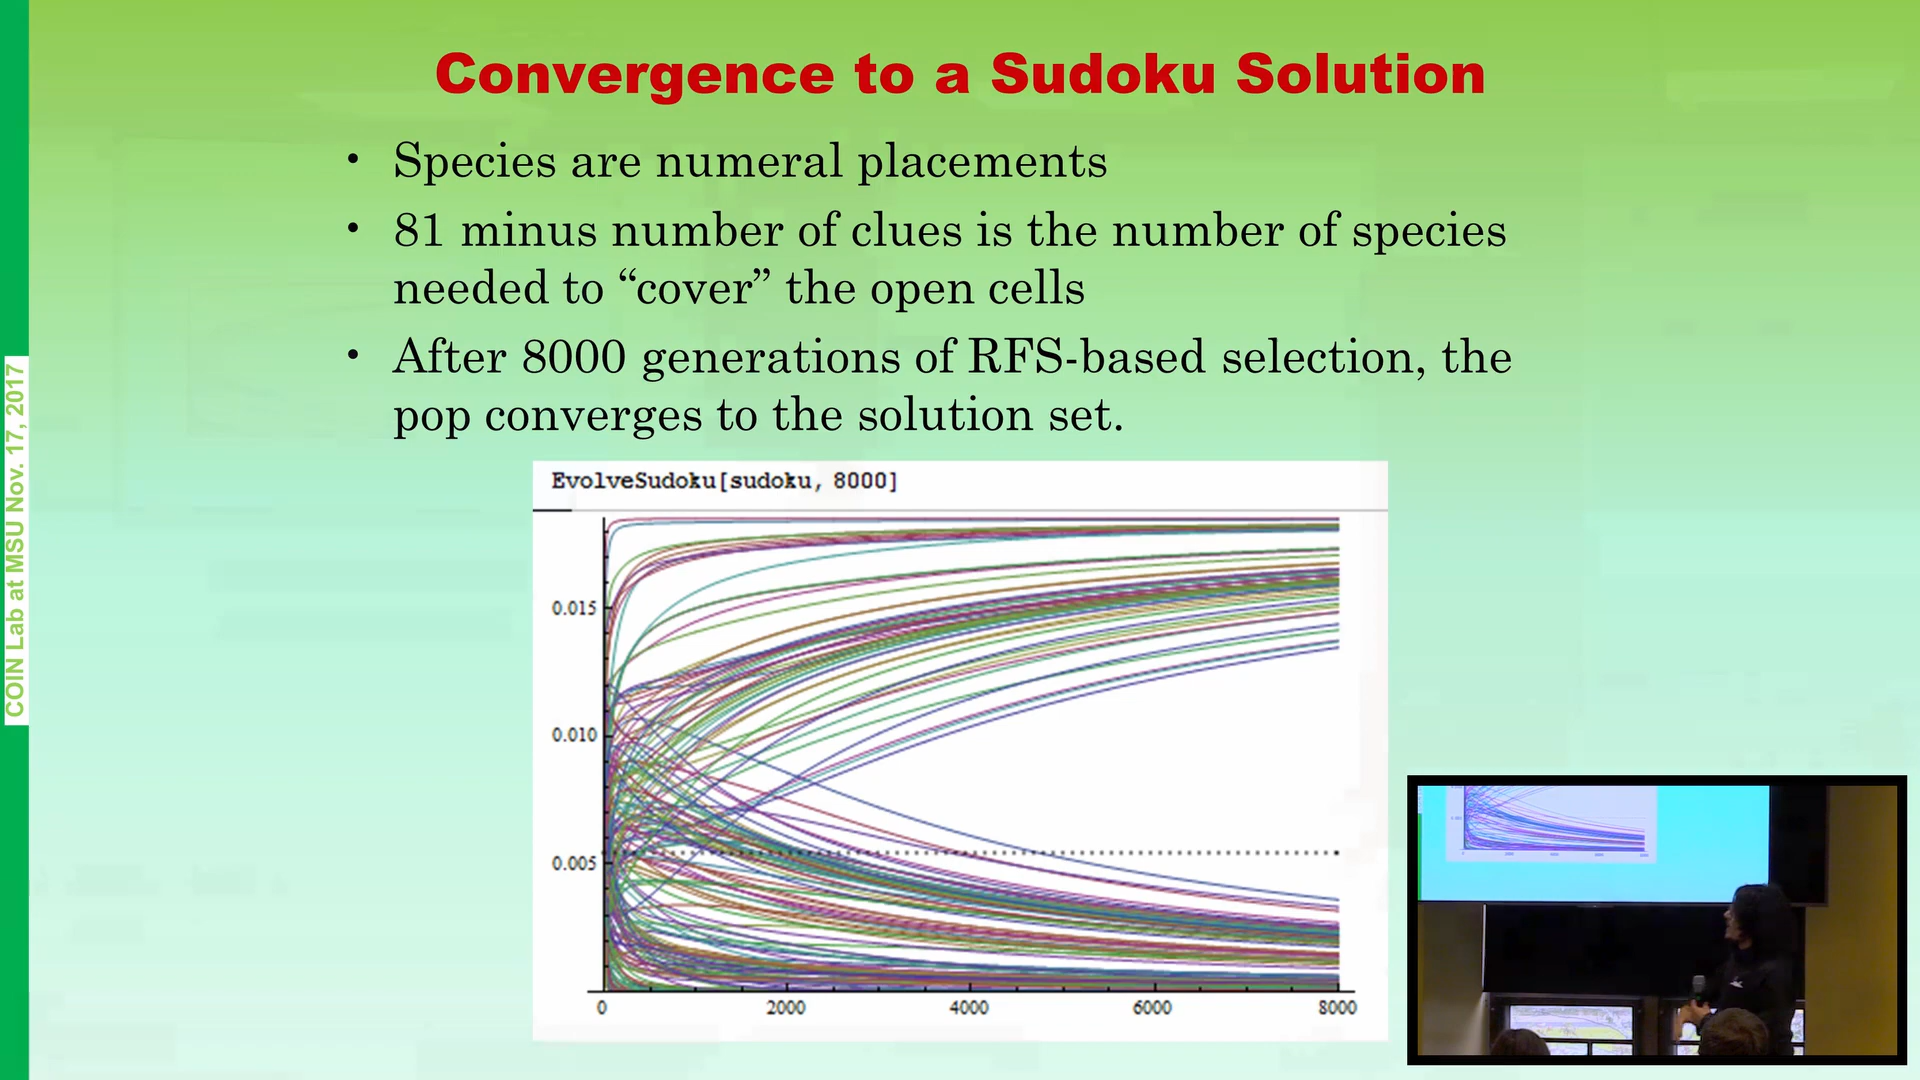 Convergence to a Sudoku Solution
• Species are numeral placements
• 81 minus number of clues is the number of species
needed to “cover” the open cells
• After 8000 generations of RFS-based selection, the
pop converges to the solution set.
COIN Lab at MSU Nov. 17, 2017
EvolveSudoku[sudoku, 8000]
0.015
0.010
0.005
0 2000 4000 6000 8000